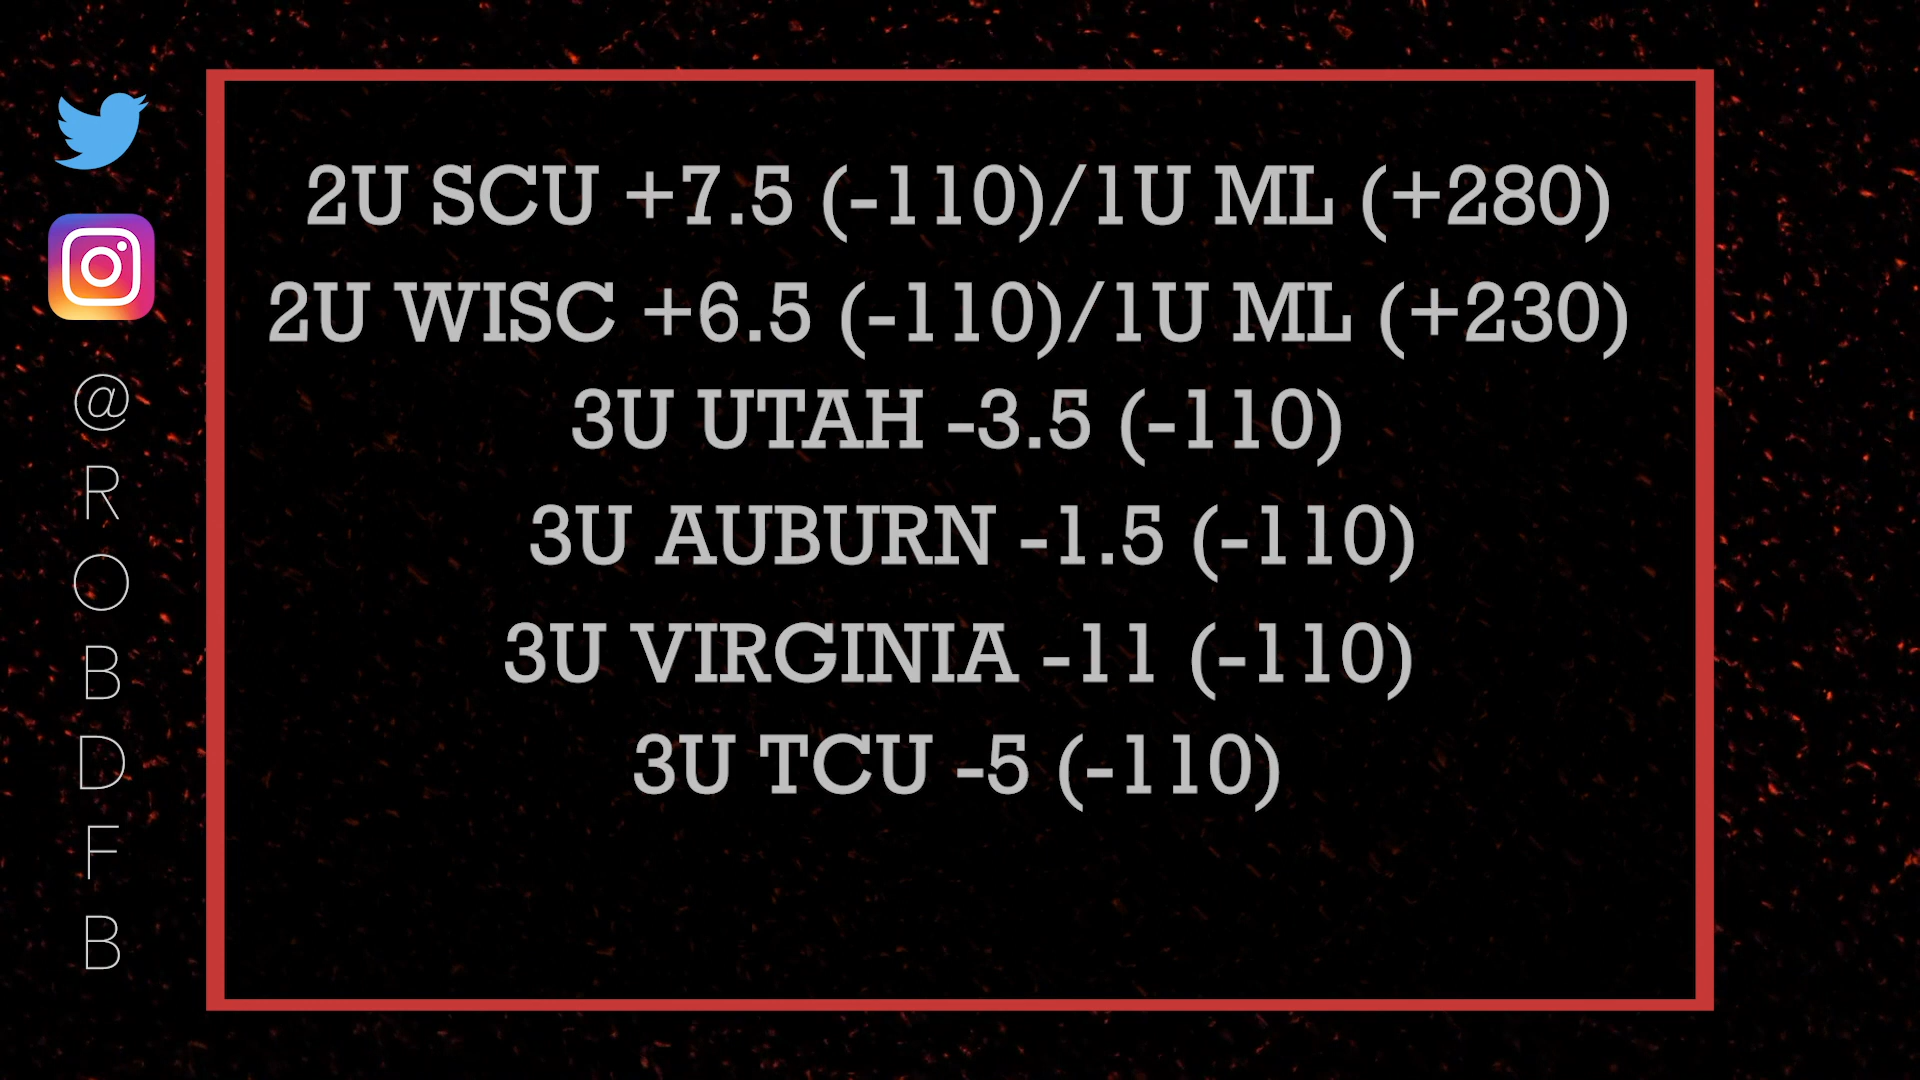 2U SCU +7.5 (-110)/1U ML (+280)
2U WISC +6.5 (-110)/1U ML (+230)
3U UTAH -3.5 (-110)
3U AUBURN -1.5 (-110)
3U VIRGINIA -11 (-110)
3U TCU -5 (-110)
@ROBDFB